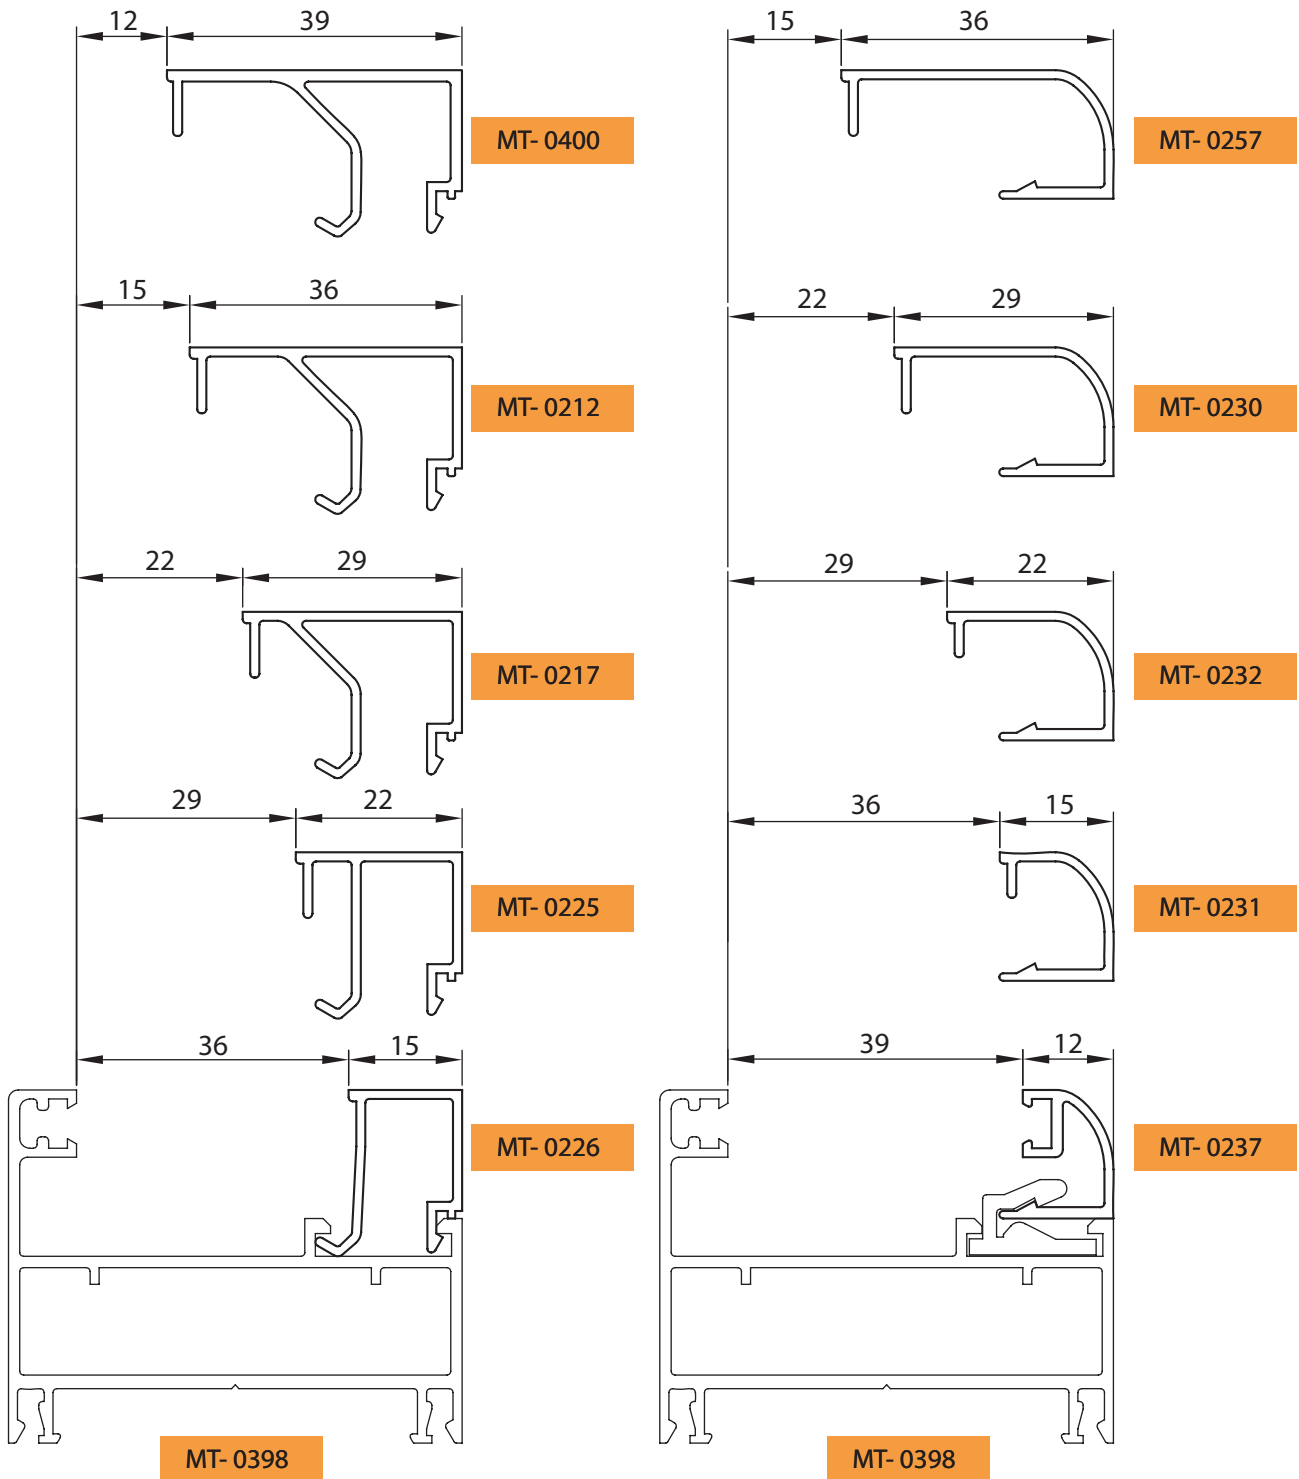 12 39
MT- 0400
15 36
MT- 0212
22 29
MT- 0217
29 22
MT- 0225
36 15
MT- 0226
MT- 0398
15 36
MT- 0257
22 29
MT- 0230
29 22
MT- 0232
36 15
MT- 0231
39 12
MT- 0237
MT- 0398